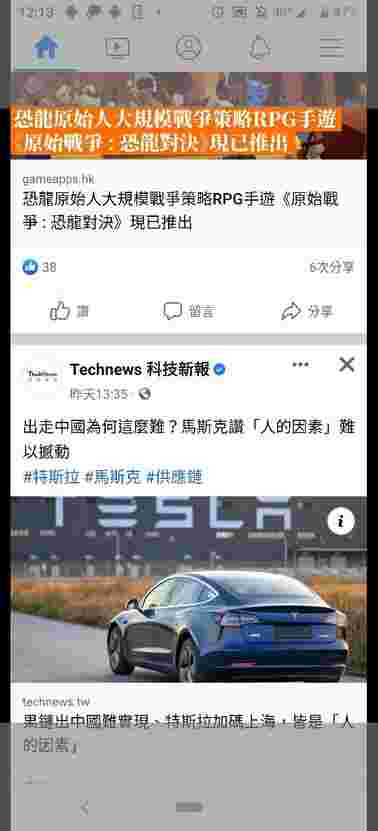 12:13
恐龍原始人大規模戰爭策略RPG手遊
《原始戰爭：恐龍對決》現已推出！
gameapps.hk
恐龍原始人大規模戰爭策略RPG手遊《原始戰
爭：恐龍對決》現已推出
38
6次分享
讚
留言
分享
Technews 科技新報
昨天13:35
出走中國為何這麼難？馬斯克讚「人的因素」難
以撼動
#特斯拉 #馬斯克 #供應鏈
TESLA
technews.tw
果鏈出中國難實現、特斯拉加碼上海，皆是「人
的因素」